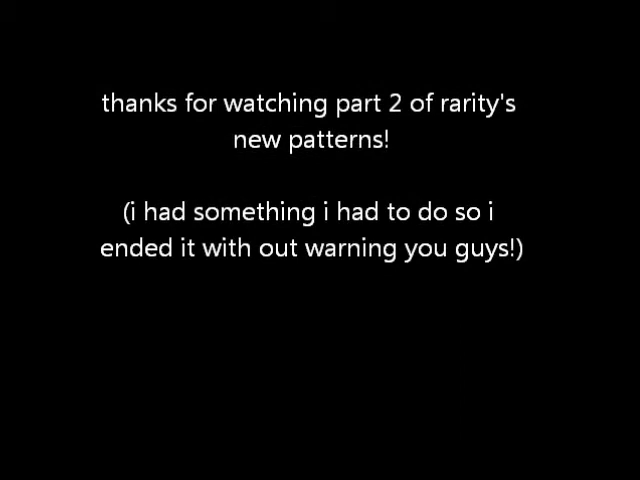 thanks for watching part 2 of rarity's
new patterns!
(i had something i had to do so i
ended it with out warning you guys!)